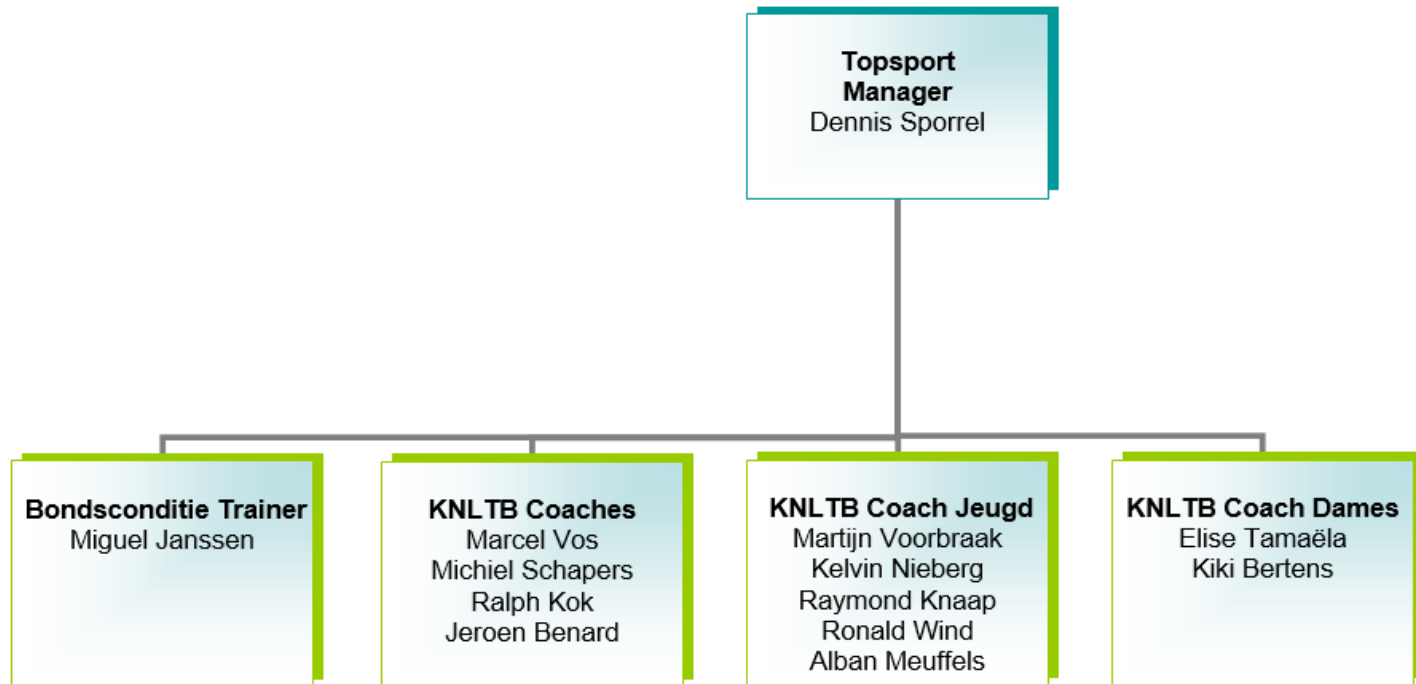 Topsport
Manager
Dennis Sporrel
Bondsconditie Trainer
Miguel Janssen
KNLTB Coaches
Marcel Vos
Michiel Schapers
Ralph Kok
Jeroen Benard
KNLTB Coach Jeugd
Martijn Voorbraak
Kelvin Nieberg
Raymond Knaap
Ronald Wind
Alban Meuffels
KNLTB Coach Dames
Elise Tamaëla
Kiki Bertens